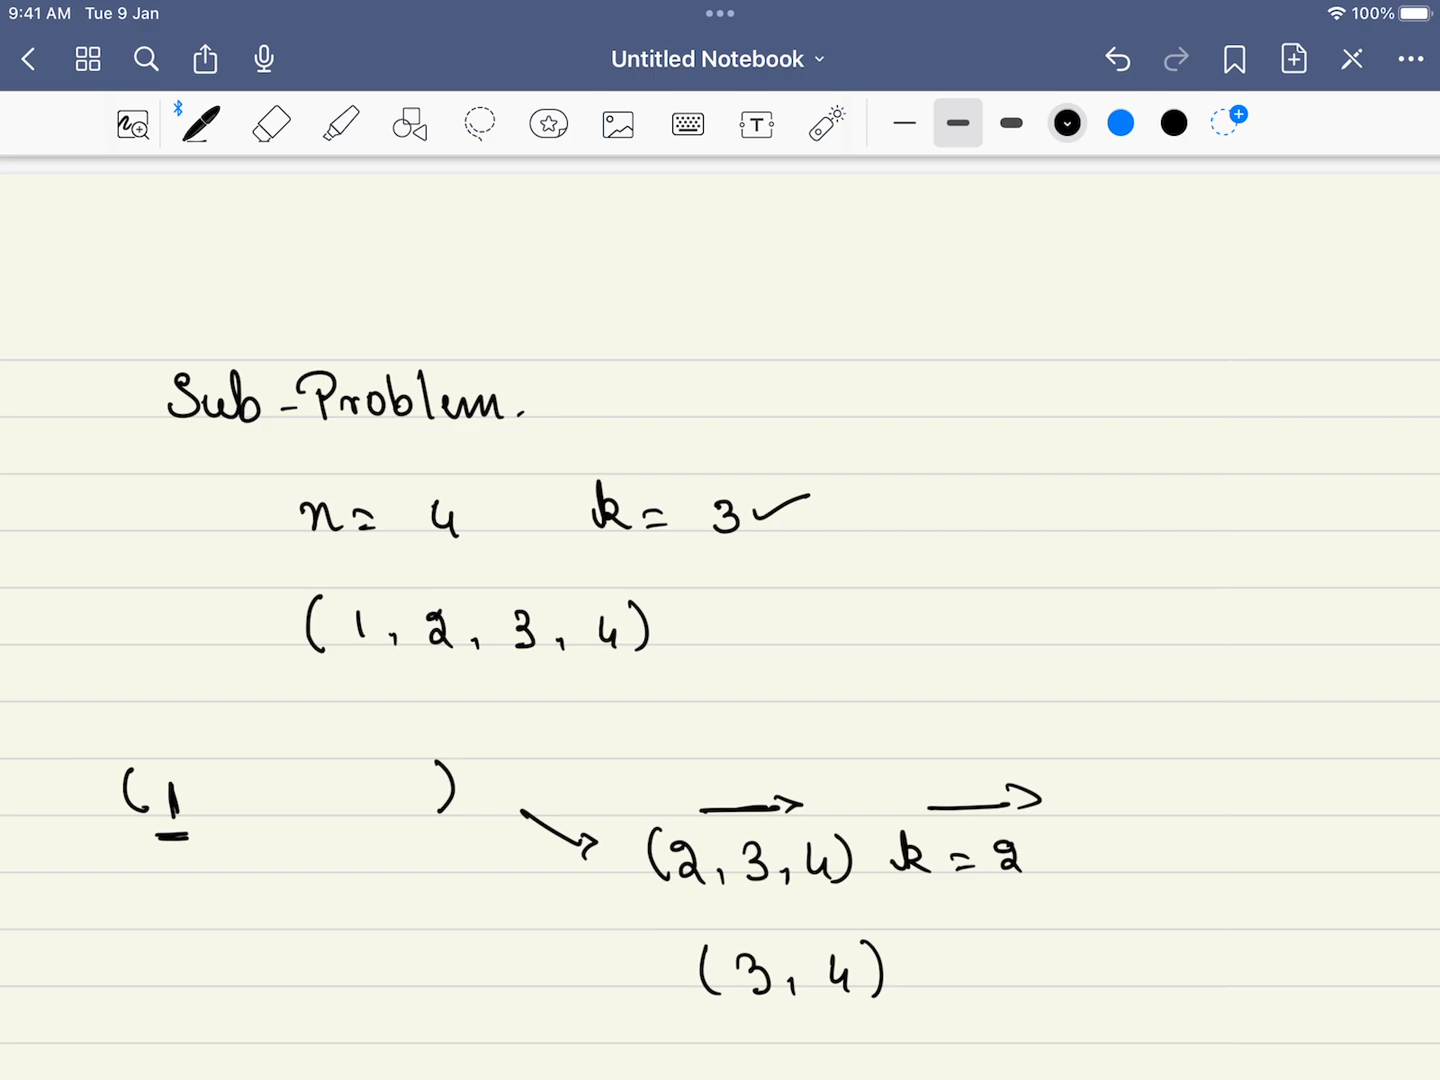 9:41 AM Tue 9 Jan
100%
Untitled Notebook
T
Sub-Problem.
n= 4 k= 3 ✓
(1, 2, 3, 4)
(1 ) → (2, 3, 4) k = 2
(3, 4)